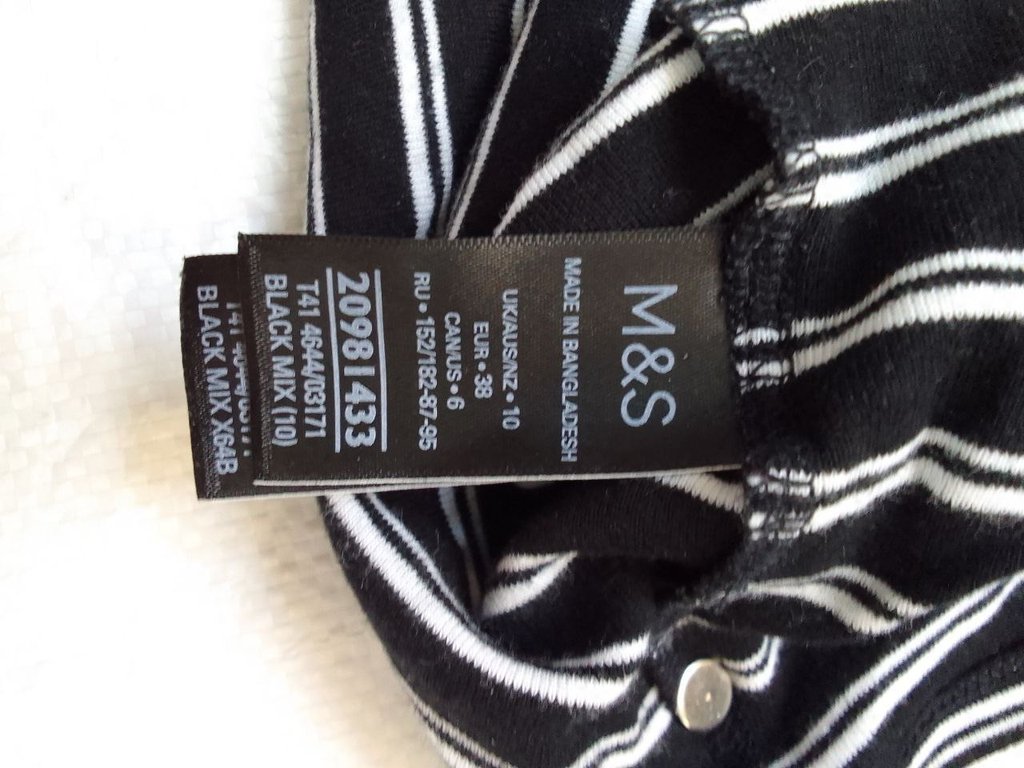 M&S
MADE IN BANGLADESH
UK/AUS/NZ • 10
EUR • 38
CAN/US • 6
RU • 152/182-87-95
20981433
T41 4644/03171
BLACK MIX (10)
BLACK MIX X64B